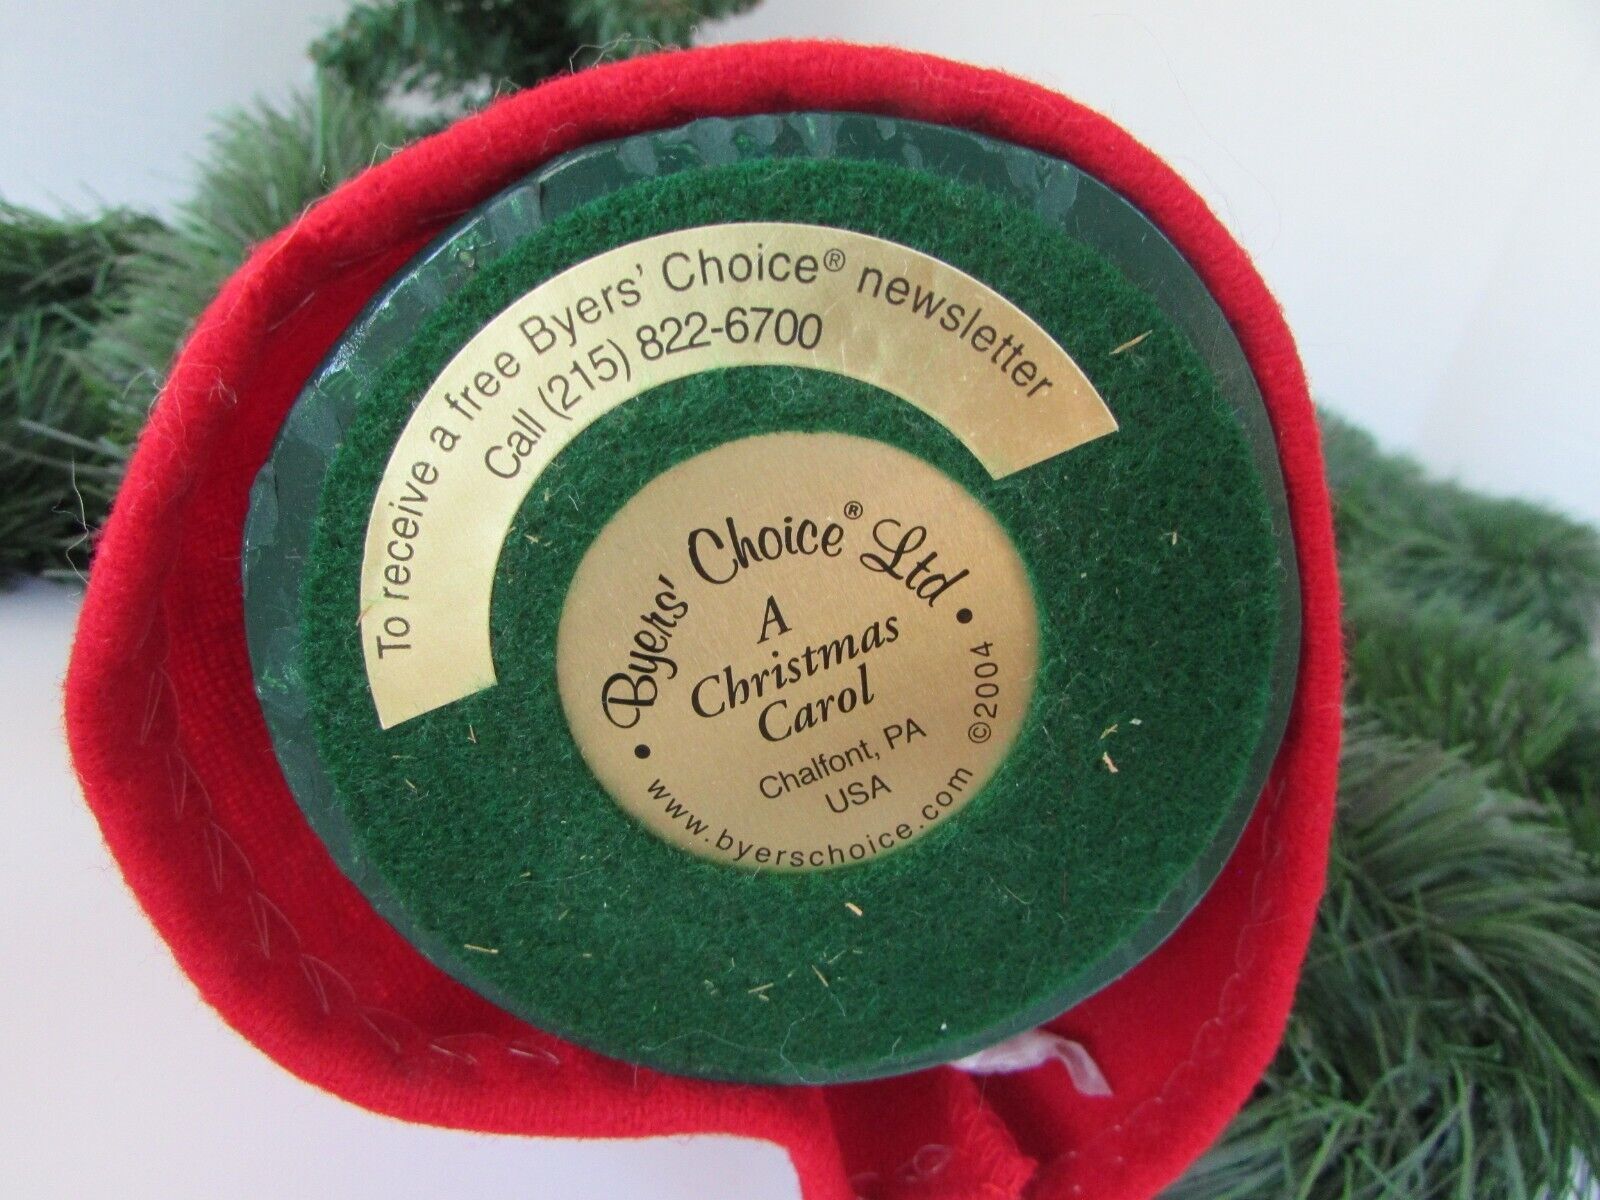 To receive a free Byers' Choice® newsletter
Call (215) 822-6700
• Byers' Choice® Ltd •
A
Christmas
Carol
Chalfont, PA
USA
©2004
www.byerschoice.com